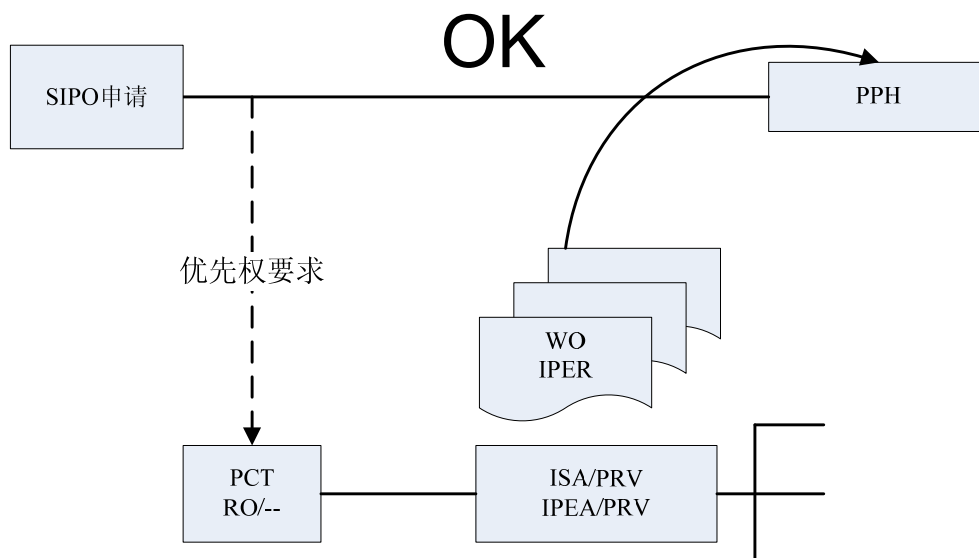 OK
SIPO申请
PPH
优先权要求
WO
IPER
PCT
RO/--
ISA/PRV
IPEA/PRV